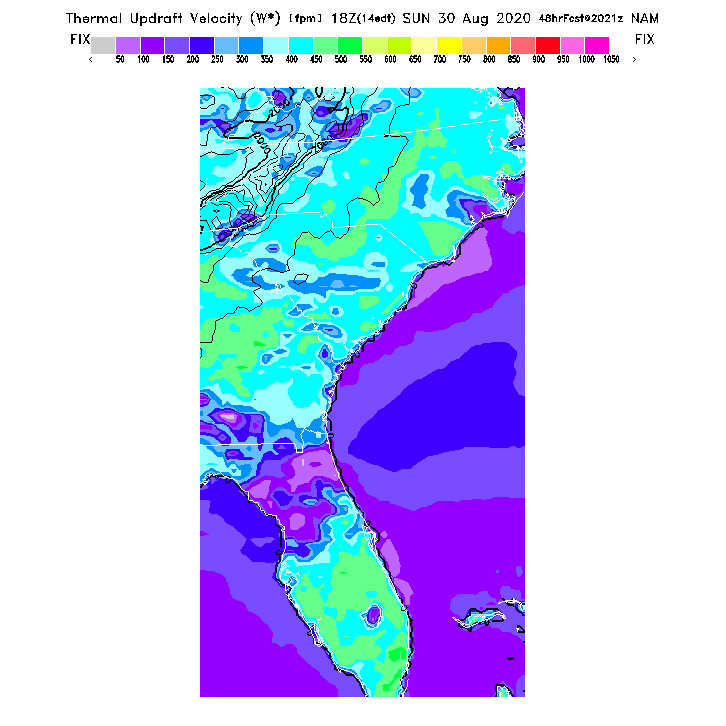 Thermal Updraft Velocity (W*) [fpm] 18Z(14edt) SUN 30 Aug 2020 48hrFcst@2021z NAM
FIX FIX
< 50 100 150 200 250 300 350 400 450 500 550 600 650 700 750 800 850 900 950 1000 1050 >